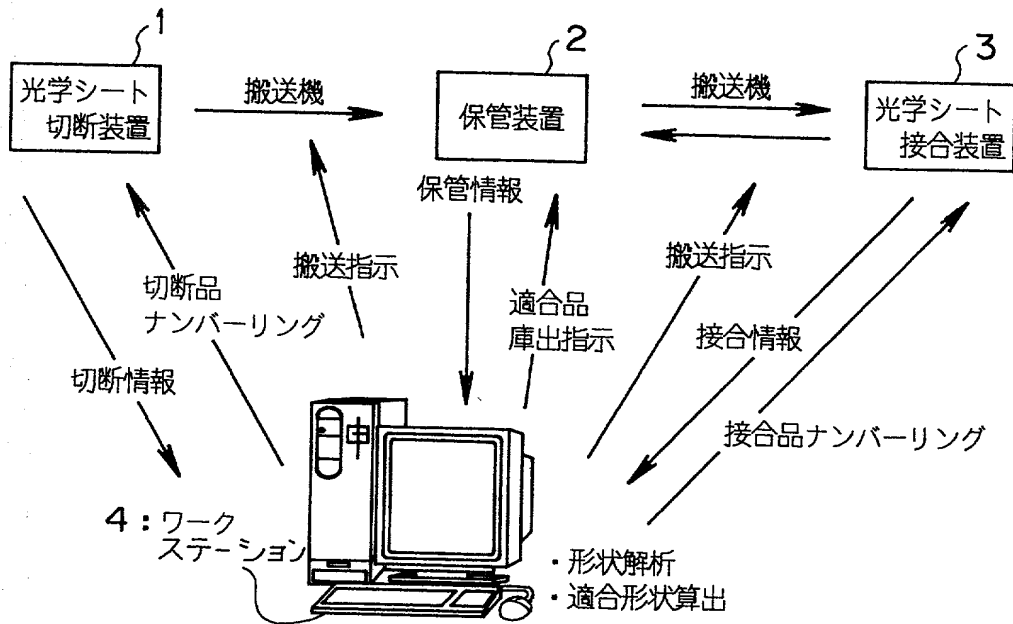 1
2
3
光学シート
切断装置
搬送機
保管装置
搬送機
光学シート
接合装置
保管情報
搬送指示
適合品
庫出指示
搬送指示
切断品
ナンバーリング
接合情報
切断情報
接合品ナンバーリング
4：ワーク
ステーション
・形状解析
・適合形状算出